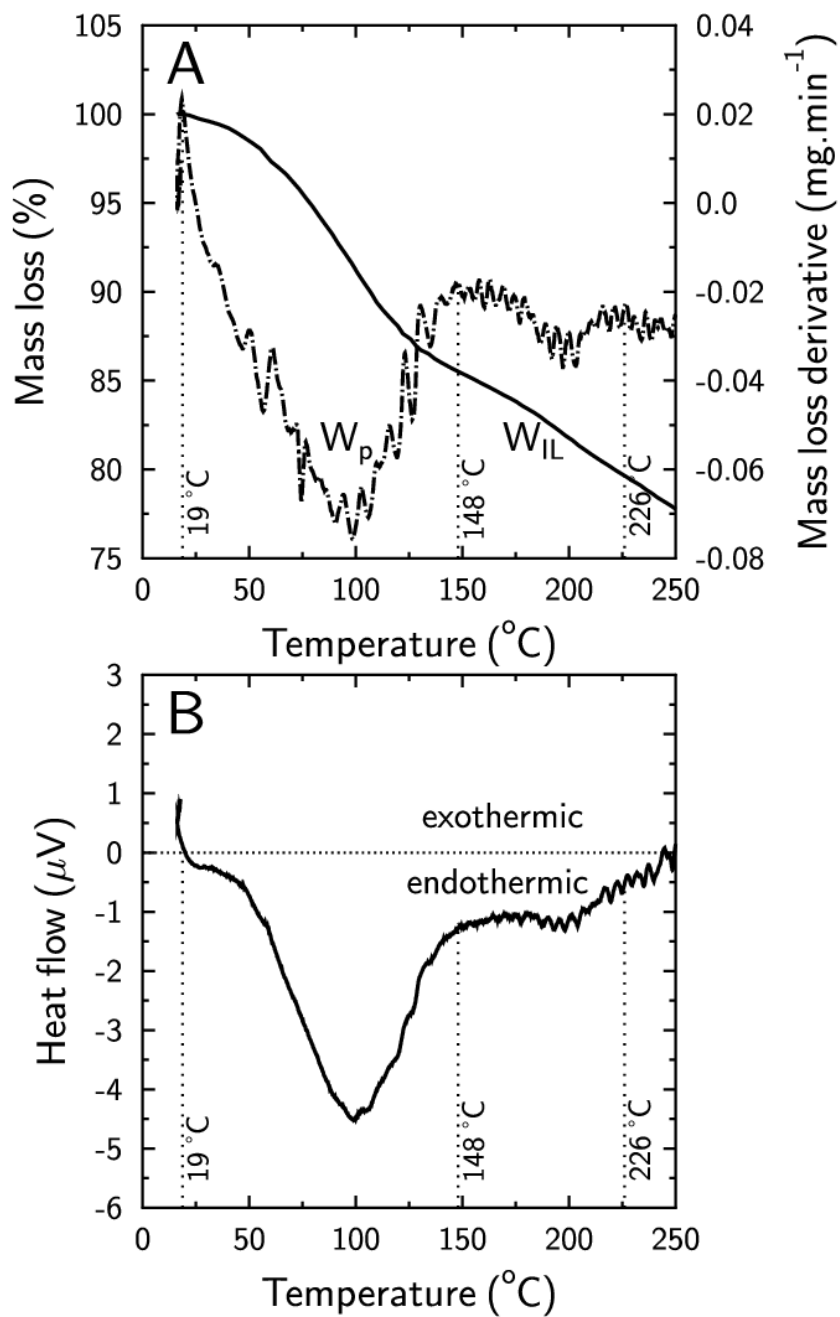 A
105
100
95
90
85
80
75
Mass loss (%)
0.04
0.02
0.0
-0.02
-0.04
-0.06
-0.08
Mass loss derivative (mg.min-1)
Wp
WIL
19 °C
148 °C
226 °C
0
50
100
150
200
250
Temperature (°C)
B
3
2
1
0
-1
-2
-3
-4
-5
-6
Heat flow (μV)
exothermic
endothermic
19 °C
148 °C
226 °C
0
50
100
150
200
250
Temperature (°C)